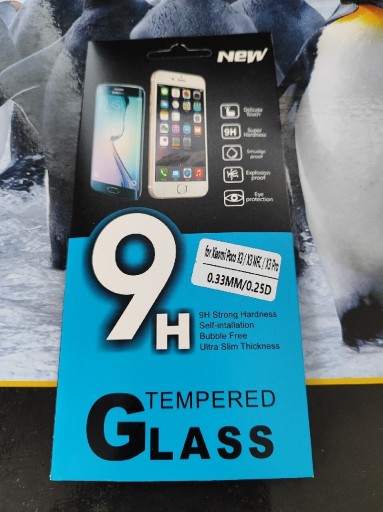 New
Delicate
Touch
9H
Super
Hardness
Smudge
proof
Explosion
proof
Eye
protection
for Xiaomi Poco X3 / X3 NFC / X3 Pro
0.33MM/0.25D
9H
9H Strong Hardness
Self-intallation
Bubble Free
Ultra Slim Thickness
TEMPERED
GLASS